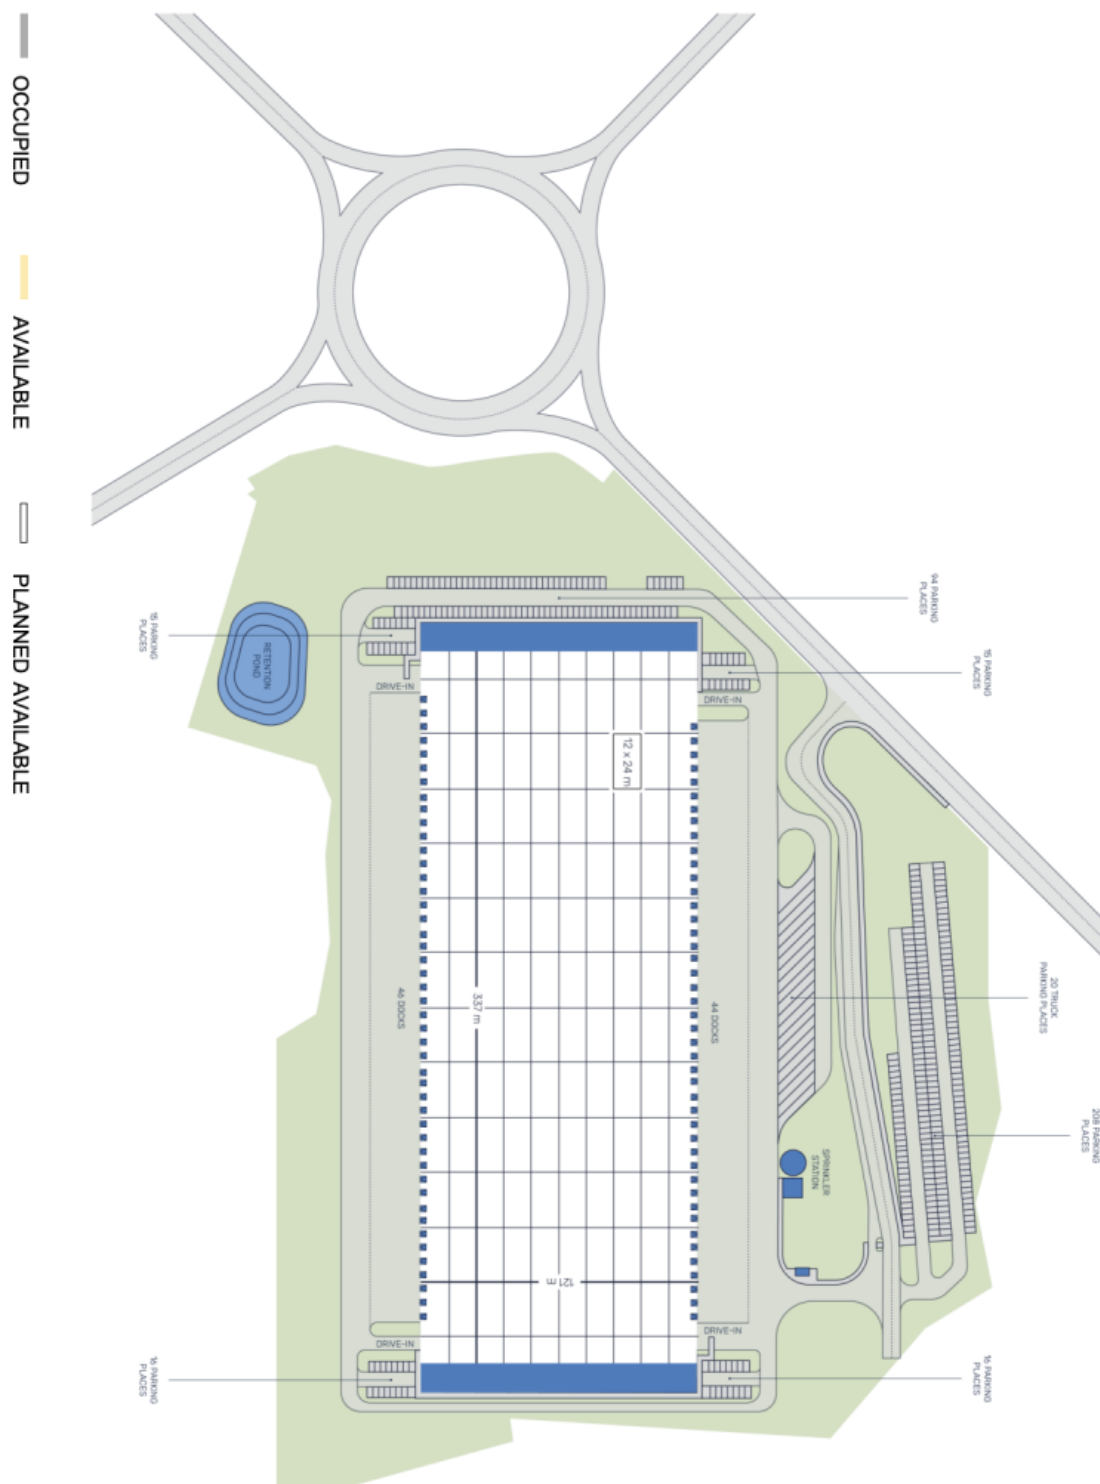 OCCUPIED
AVAILABLE
PLANNED AVAILABLE
94 PARKING
PLACES
15 PARKING
PLACES
15 PARKING
PLACES
RETENTION
POND
DRIVE-IN
DRIVE-IN
12 x 24 m
20 TRUCK
PARKING PLACES
46 DOCKS
337 m
44 DOCKS
208 PARKING
PLACES
SPRINKLER
STATION
121 m
DRIVE-IN
DRIVE-IN
16 PARKING
PLACES
16 PARKING
PLACES